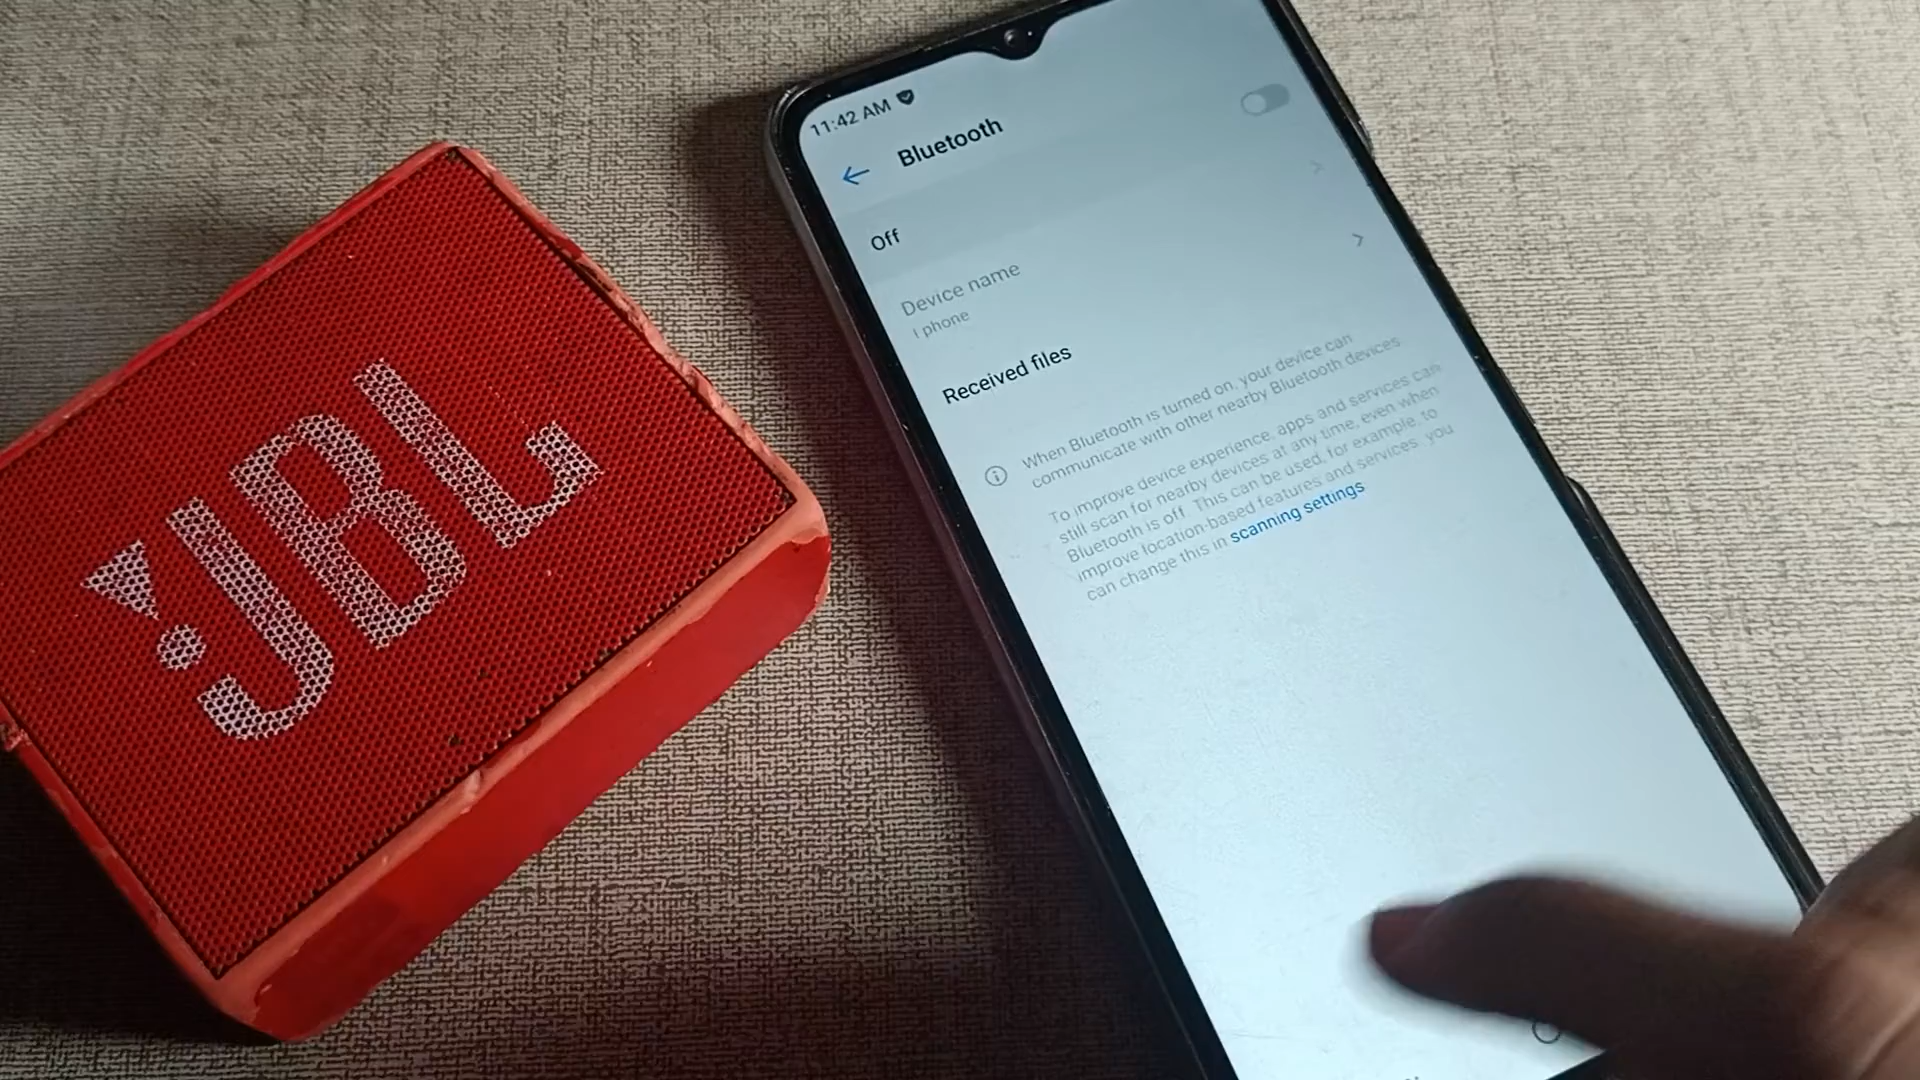 JBL
11:42 AM
Bluetooth
Off
Device name
I phone
Received files
When Bluetooth is turned on, your device can
communicate with other nearby Bluetooth devices.
To improve device experience, apps and services can
still scan for nearby devices at any time, even when
Bluetooth is off. This can be used, for example, to
improve location-based features and services. you
can change this in scanning settings